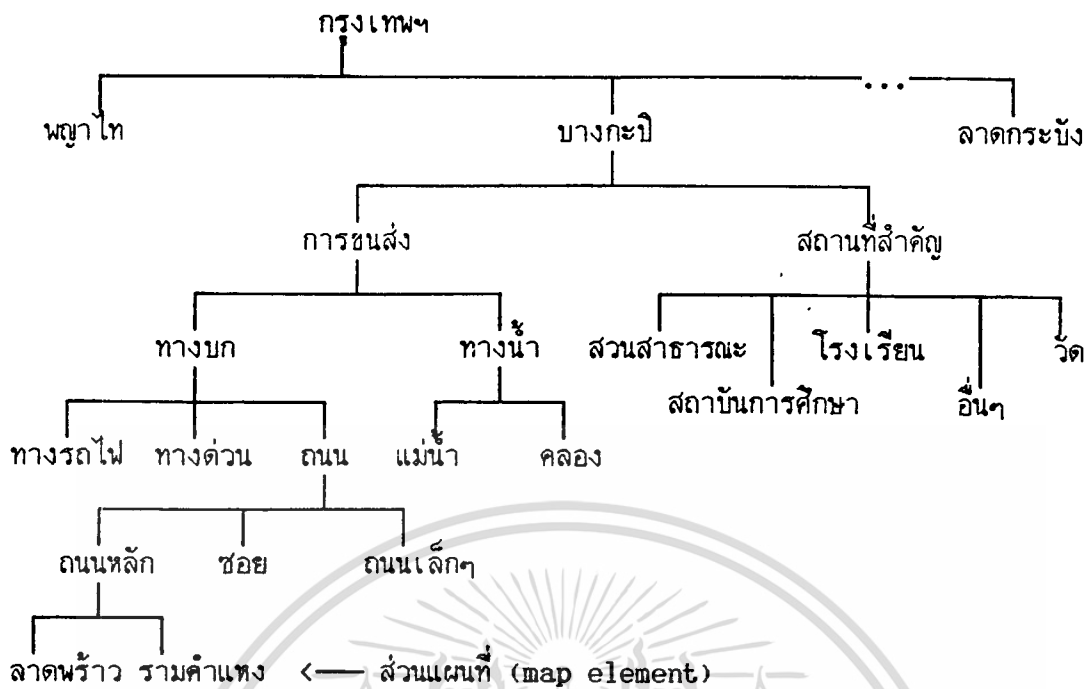 กรุงเทพฯ
...
พญาไท บางกะปิ ลาดกระบัง
การขนส่ง สถานที่สำคัญ
ทางบก ทางน้ำ สวนสาธารณะ โรงเรียน วัด
สถาบันการศึกษา อื่นๆ
ทางรถไฟ ทางด่วน ถนน แม่น้ำ คลอง
ถนนหลัก ซอย ถนนเล็กๆ
ลาดพร้าว รามคำแหง <— ส่วนแผนที่ (map element)